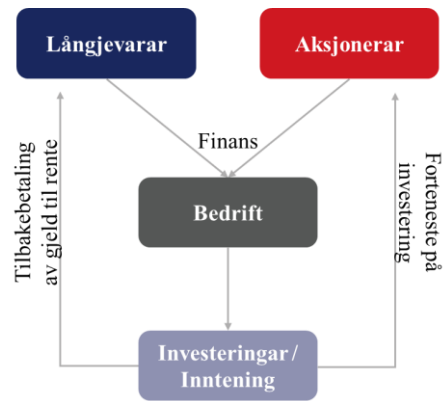 Långjevarar
Aksjonerar
Finans
Tilbakebetaling
av gjeld til rente
Forteneste på
investering
Bedrift
Investeringar /
Inntening